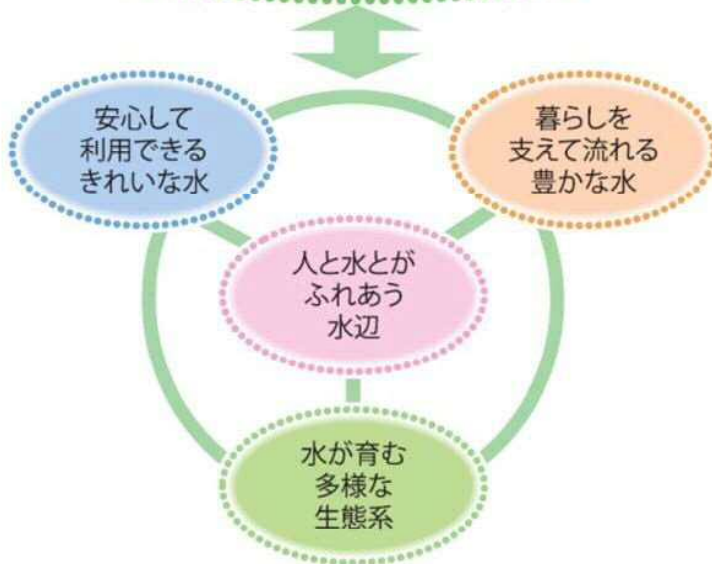 安心して
利用できる
きれいな水
暮らしを
支えて流れる
豊かな水
人と水とが
ふれあう
水辺
水が育む
多様な
生態系